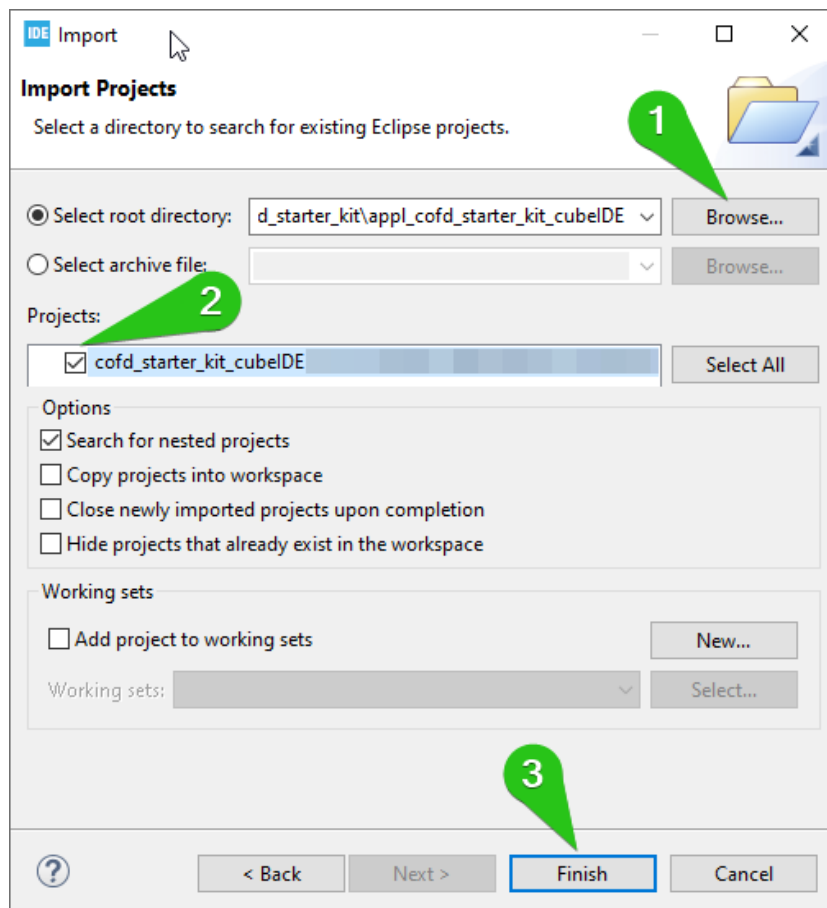 IDE Import
Import Projects
Select a directory to search for existing Eclipse projects.
1
Select root directory: d_starter_kit\appl_cofd_starter_kit_cubeIDE Browse...
Select archive file: Browse...
2
Projects:
cofd_starter_kit_cubeIDE Select All
Options
Search for nested projects
Copy projects into workspace
Close newly imported projects upon completion
Hide projects that already exist in the workspace
Working sets
Add project to working sets New...
Working sets: Select...
3
? < Back Next > Finish Cancel